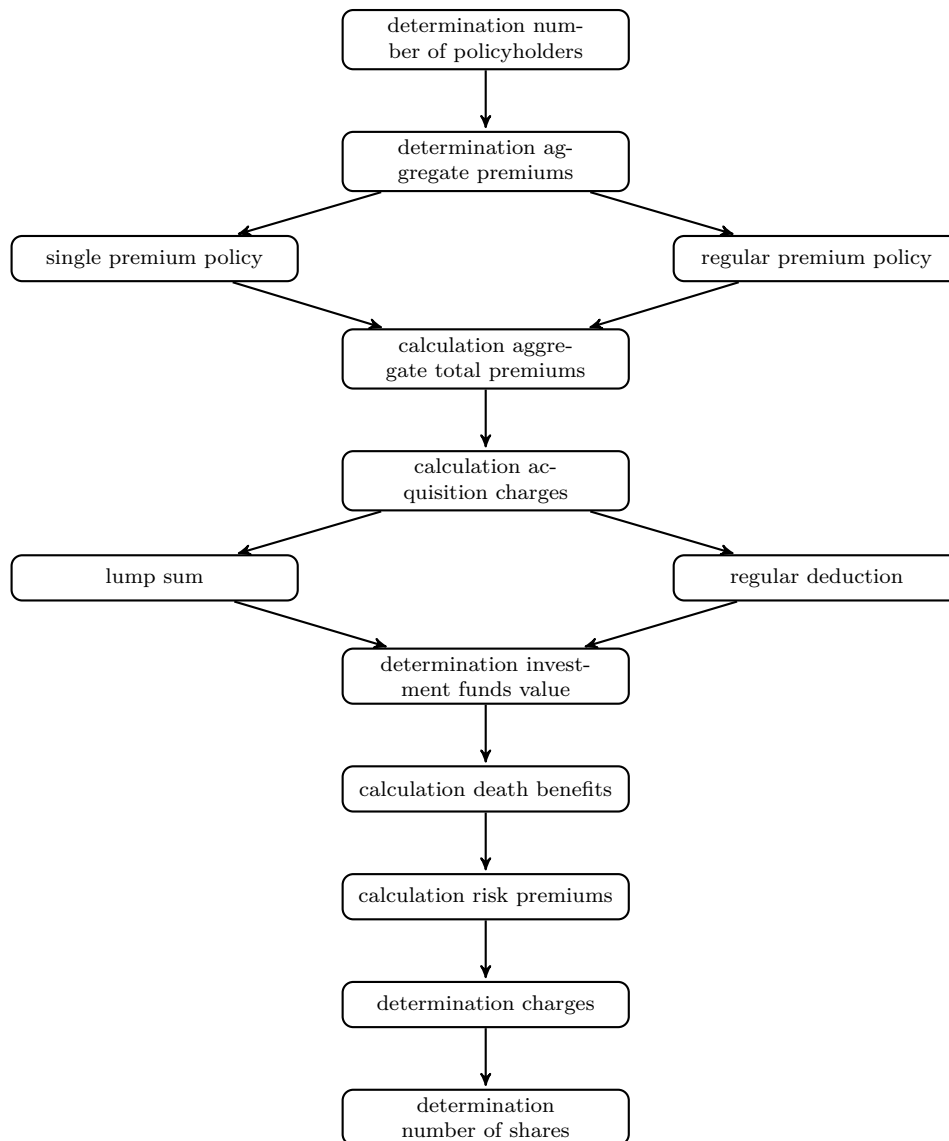 determination num-
ber of policyholders
determination ag-
gregate premiums
single premium policy
regular premium policy
calculation aggre-
gate total premiums
calculation ac-
quisition charges
lump sum
regular deduction
determination invest-
ment funds value
calculation death benefits
calculation risk premiums
determination charges
determination
number of shares